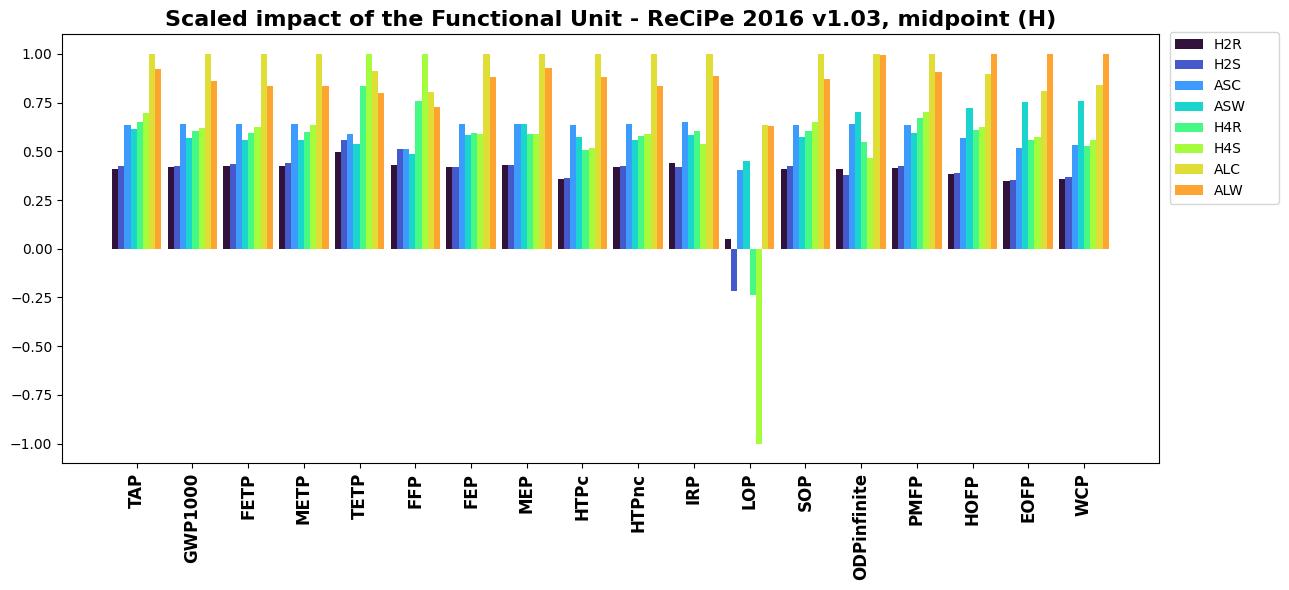 Scaled impact of the Functional Unit - ReCiPe 2016 v1.03, midpoint (H)
1.00
0.75
0.50
0.25
0.00
−0.25
−0.50
−0.75
−1.00
TAP
GWP1000
FETP
METP
TETP
FFP
FEP
MEP
HTPc
HTPnc
IRP
LOP
SOP
ODPinfinite
PMFP
HOFP
EOFP
WCP
H2R
H2S
ASC
ASW
H4R
H4S
ALC
ALW